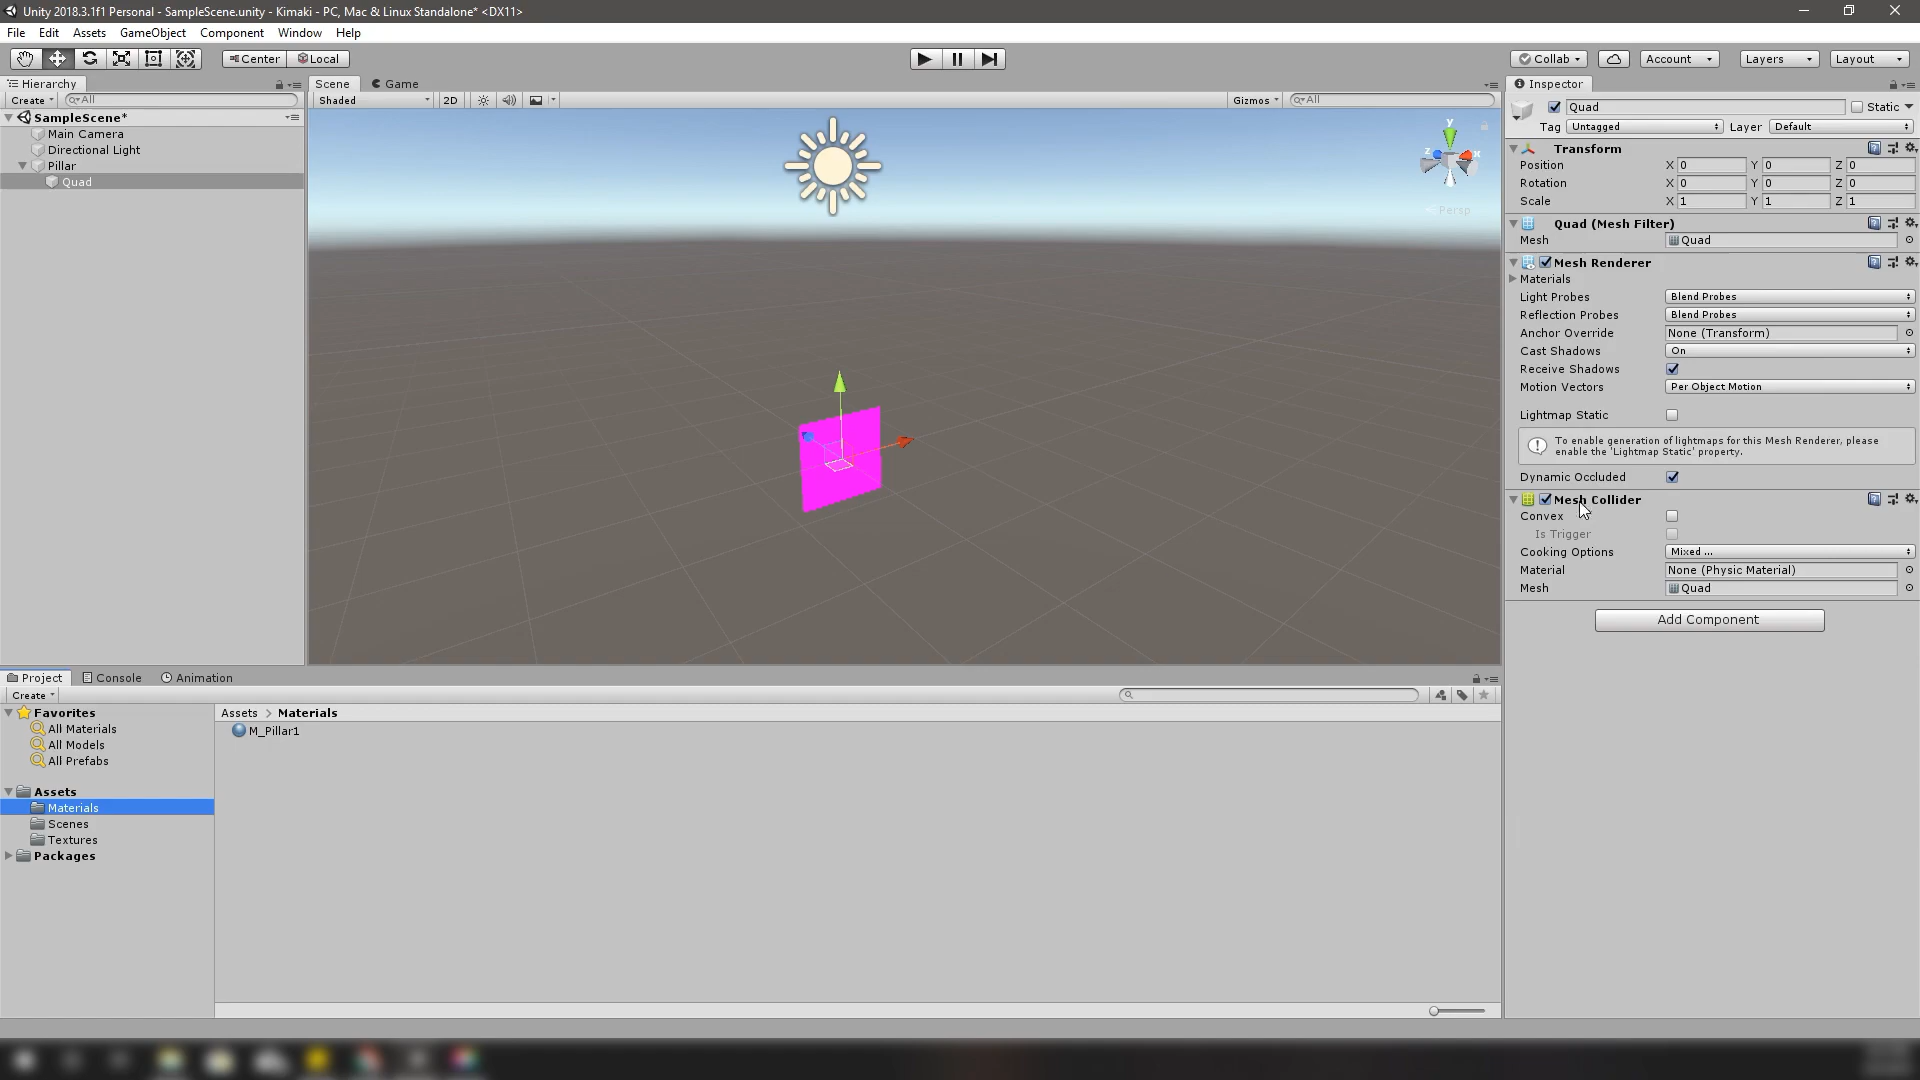 Unity 2018.3.1f1 Personal - SampleScene.unity - Kimaki - PC, Mac & Linux Standalone* <DX11>
File Edit Assets GameObject Component Window Help
Center Local Collab Account Layers Layout
Hierarchy
Create All
SampleScene*
Main Camera
Directional Light
Pillar
Quad
Scene Game
Shaded 2D Gizmos All
y
z x
Persp
Inspector
Quad Static
Tag Untagged Layer Default
Transform
Position X 0 Y 0 Z 0
Rotation X 0 Y 0 Z 0
Scale X 1 Y 1 Z 1
Quad (Mesh Filter)
Mesh Quad
Mesh Renderer
Materials
Light Probes Blend Probes
Reflection Probes Blend Probes
Anchor Override None (Transform)
Cast Shadows On
Receive Shadows
Motion Vectors Per Object Motion
Lightmap Static
To enable generation of lightmaps for this Mesh Renderer, please
enable the 'Lightmap Static' property.
Dynamic Occluded
Mesh Collider
Convex
Is Trigger
Cooking Options Mixed ...
Material None (Physic Material)
Mesh Quad
Add Component
Project Console Animation
Create
Favorites
All Materials
All Models
All Prefabs
Assets
Materials
Scenes
Textures
Packages
Assets > Materials
M_Pillar1